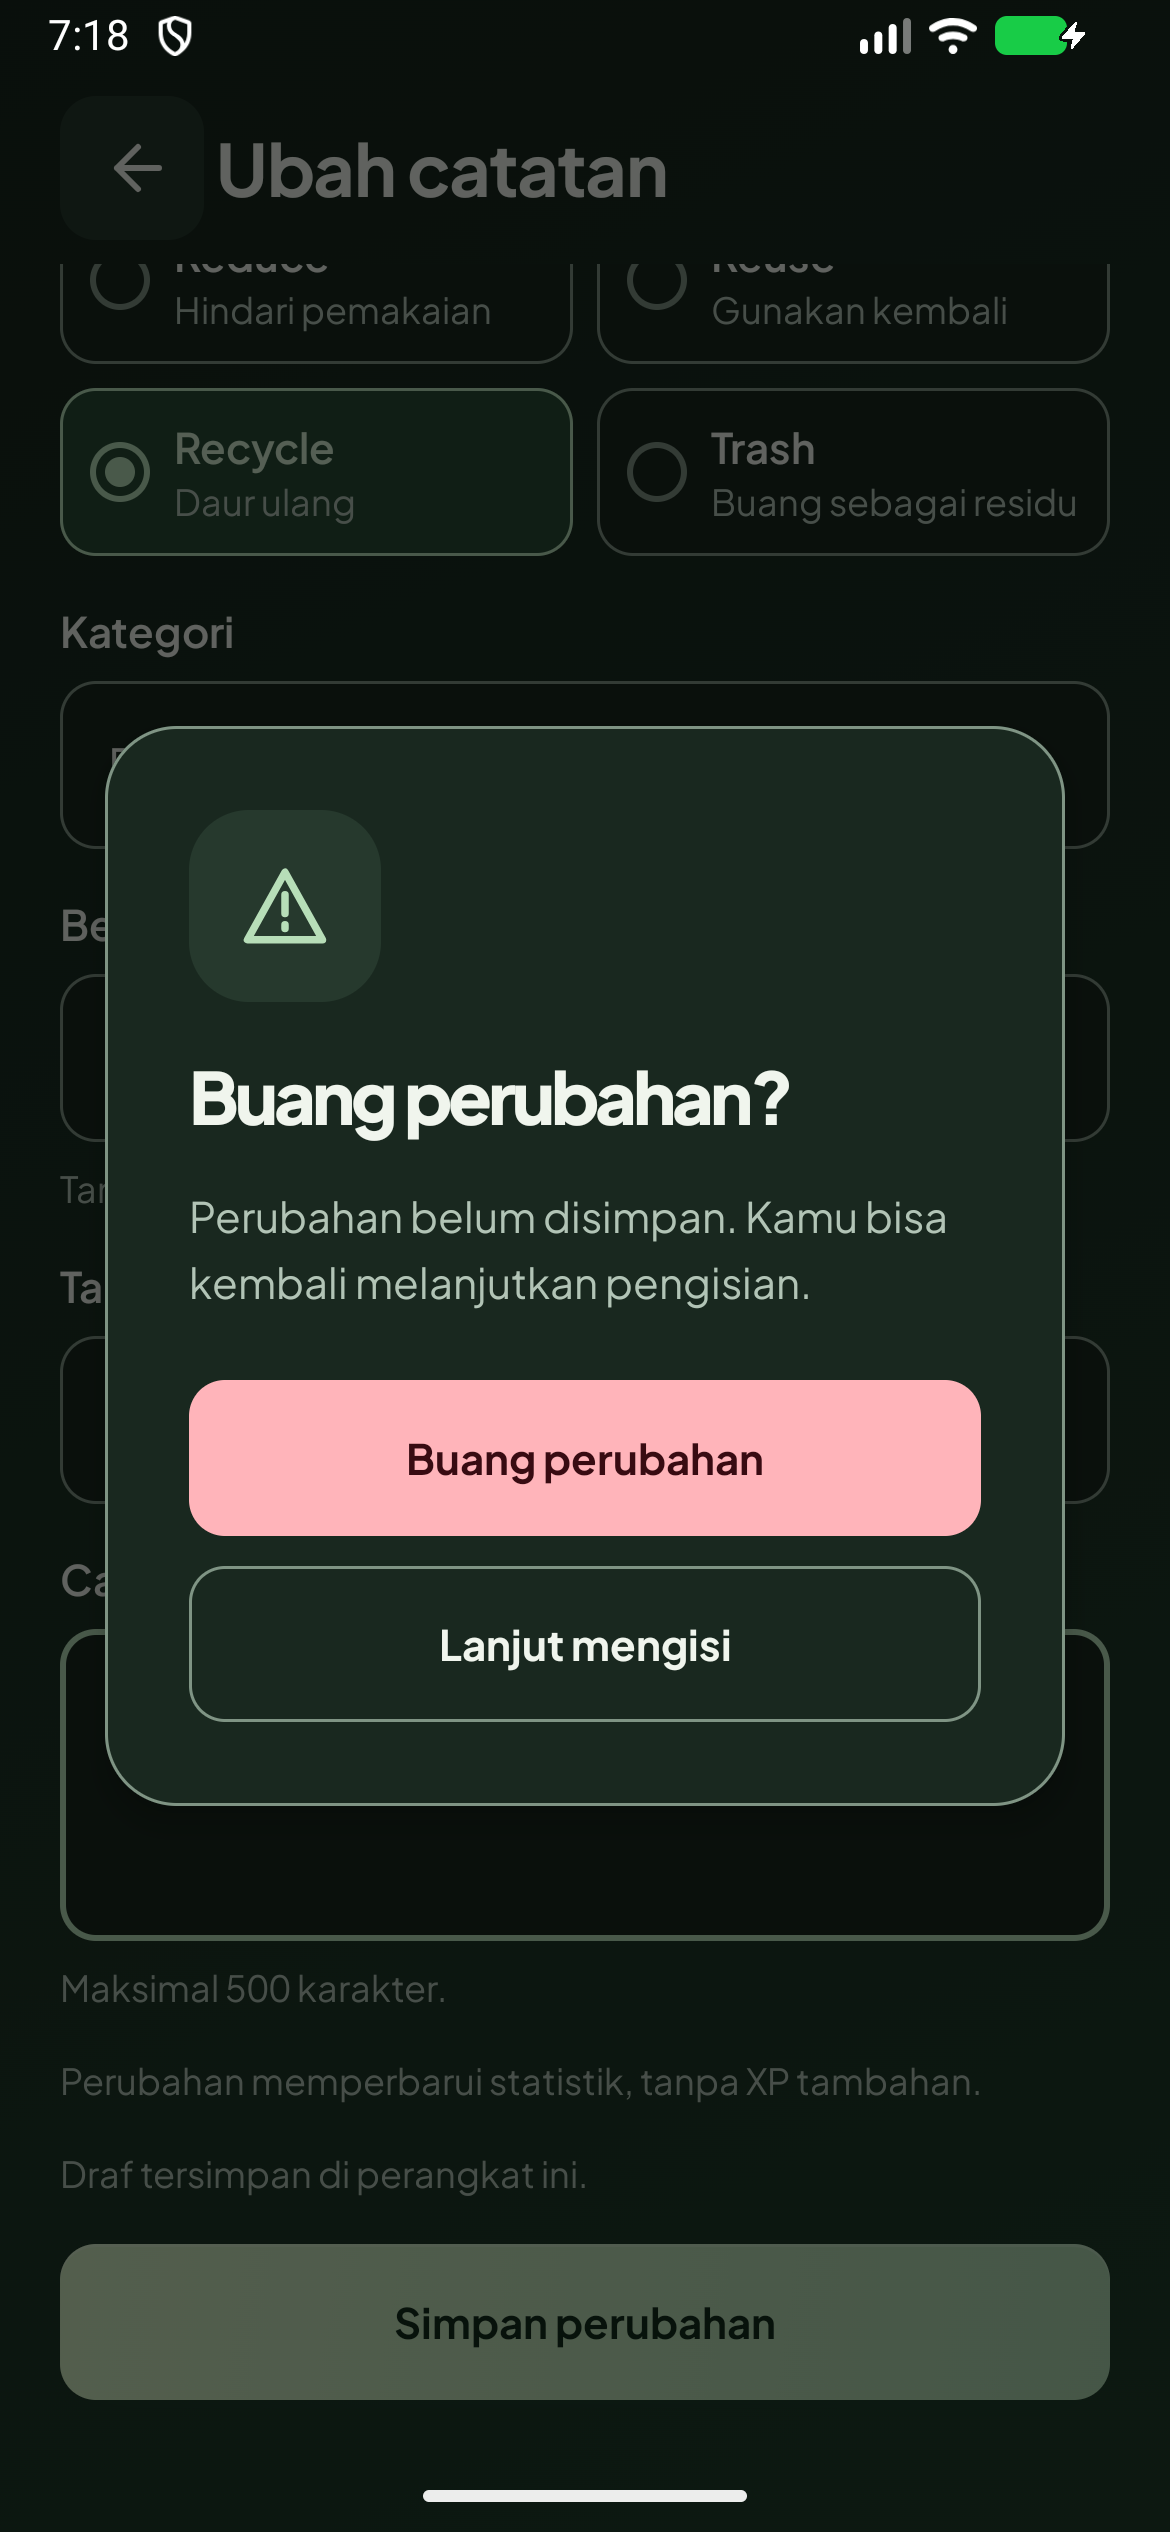 7:18
Ubah catatan
Reduce
Reuse
Hindari pemakaian
Gunakan kembali
Recycle
Daur ulang
Trash
Buang sebagai residu
Kategori
Buang perubahan?
Perubahan belum disimpan. Kamu bisa
kembali melanjutkan pengisian.
Buang perubahan
Lanjut mengisi
Maksimal 500 karakter.
Perubahan memperbarui statistik, tanpa XP tambahan.
Draf tersimpan di perangkat ini.
Simpan perubahan